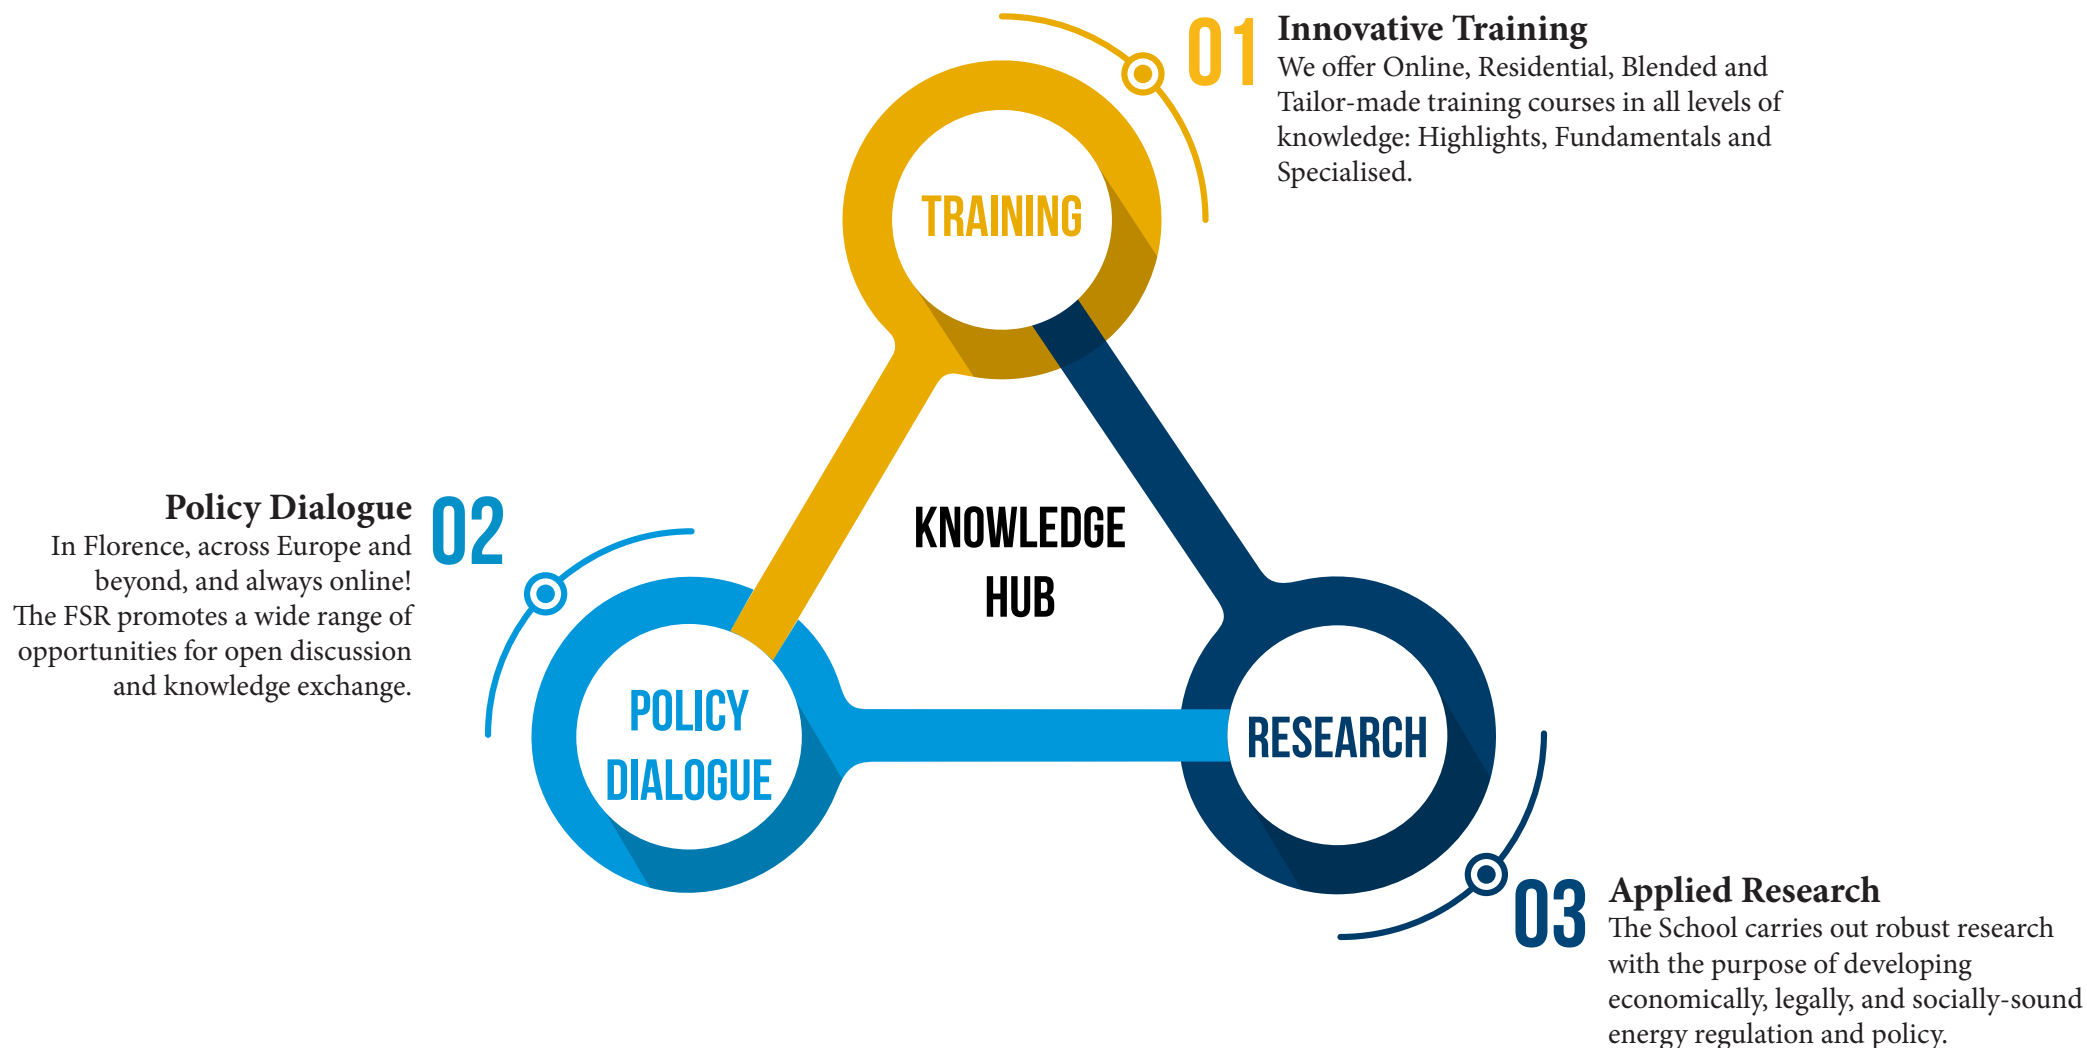 01
Innovative Training
We offer Online, Residential, Blended and
Tailor-made training courses in all levels of
knowledge: Highlights, Fundamentals and
Specialised.
TRAINING
KNOWLEDGE
HUB
Policy Dialogue
02
In Florence, across Europe and
beyond, and always online!
The FSR promotes a wide range of
opportunities for open discussion
and knowledge exchange.
POLICY
DIALOGUE
RESEARCH
03
Applied Research
The School carries out robust research
with the purpose of developing
economically, legally, and socially-sound
energy regulation and policy.